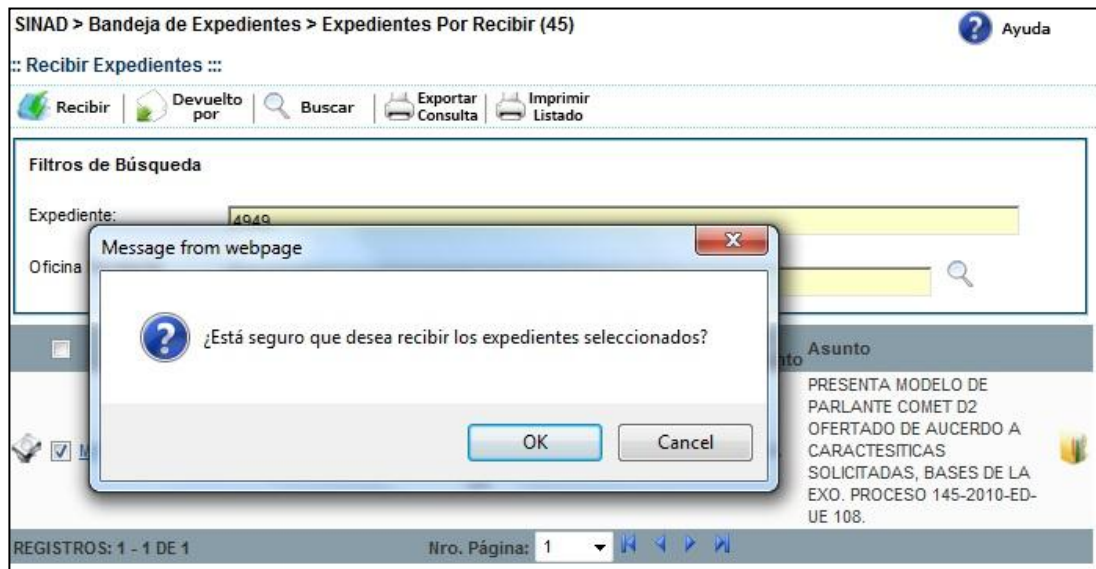 SINAD > Bandeja de Expedientes > Expedientes Por Recibir (45)
Ayuda
:: Recibir Expedientes :::
Recibir
Devuelto por
Buscar
Exportar Consulta
Imprimir Listado
Filtros de Búsqueda
Expediente:
4949
Oficina
Message from webpage
¿Está seguro que desea recibir los expedientes seleccionados?
OK
Cancel
nto
Asunto
PRESENTA MODELO DE
PARLANTE COMET D2
OFERTADO DE AUCERDO A
CARACTESITICAS
SOLICITADAS, BASES DE LA
EXO. PROCESO 145-2010-ED-
UE 108.
REGISTROS: 1 - 1 DE 1
Nro. Página: 1